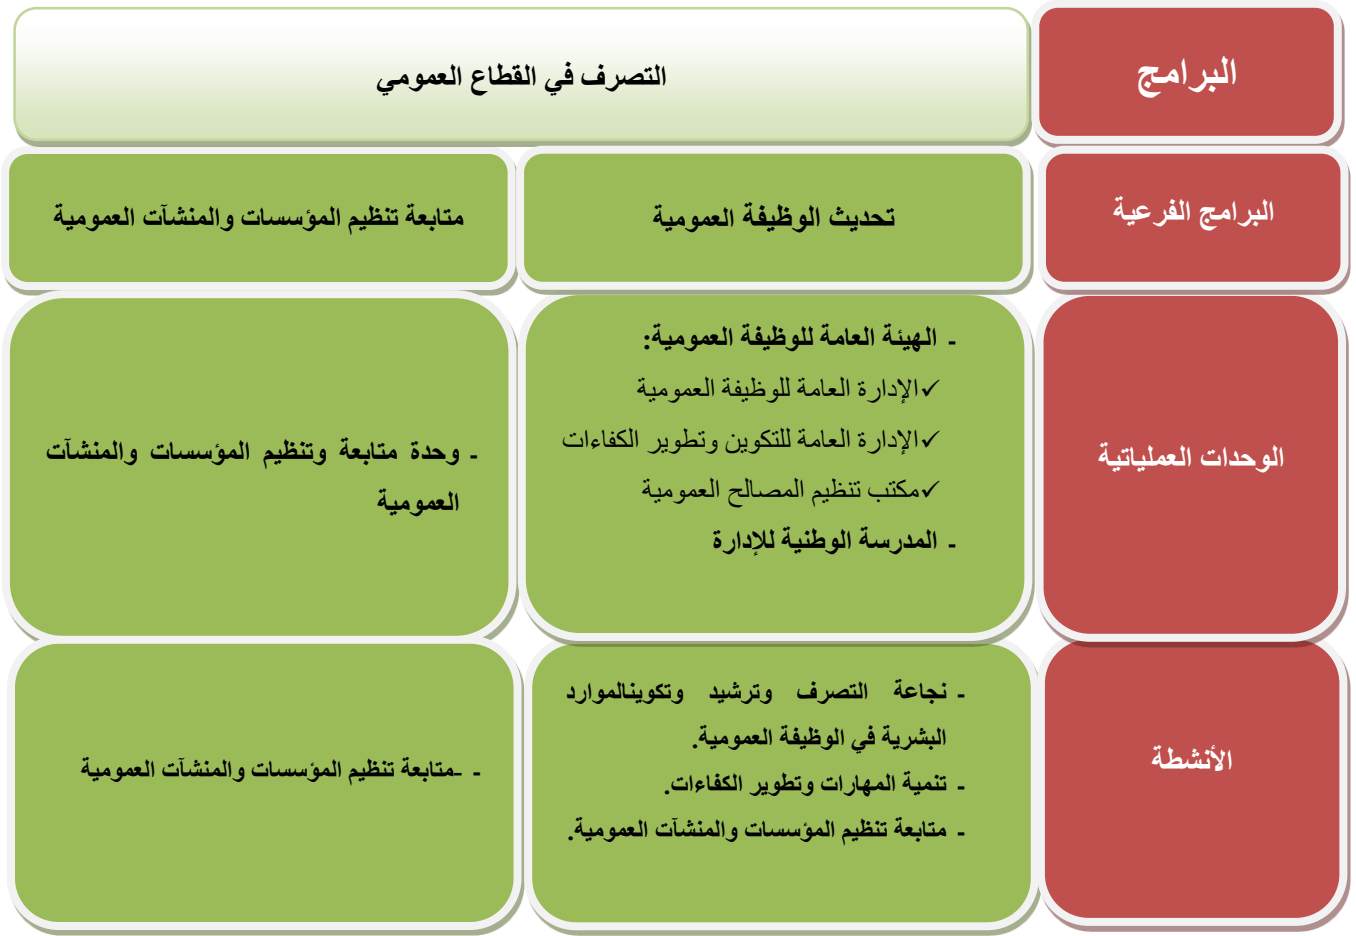 البرامج
التصرف في القطاع العمومي
البرامج الفرعية
تحديث الوظيفة العمومية
متابعة تنظيم المؤسسات والمنشآت العمومية
الوحدات العملياتية
- الهيئة العامة للوظيفة العمومية:
✓الإدارة العامة للوظيفة العمومية
✓الإدارة العامة للتكوين وتطوير الكفاءات
✓مكتب تنظيم المصالح العمومية
- المدرسة الوطنية للإدارة
- وحدة متابعة وتنظيم المؤسسات والمنشآت
العمومية
الأنشطة
- نجاعة التصرف وترشيد وتكوينالموارد
البشرية في الوظيفة العمومية.
- تنمية المهارات وتطوير الكفاءات.
- متابعة تنظيم المؤسسات والمنشآت العمومية.
- -متابعة تنظيم المؤسسات والمنشآت العمومية